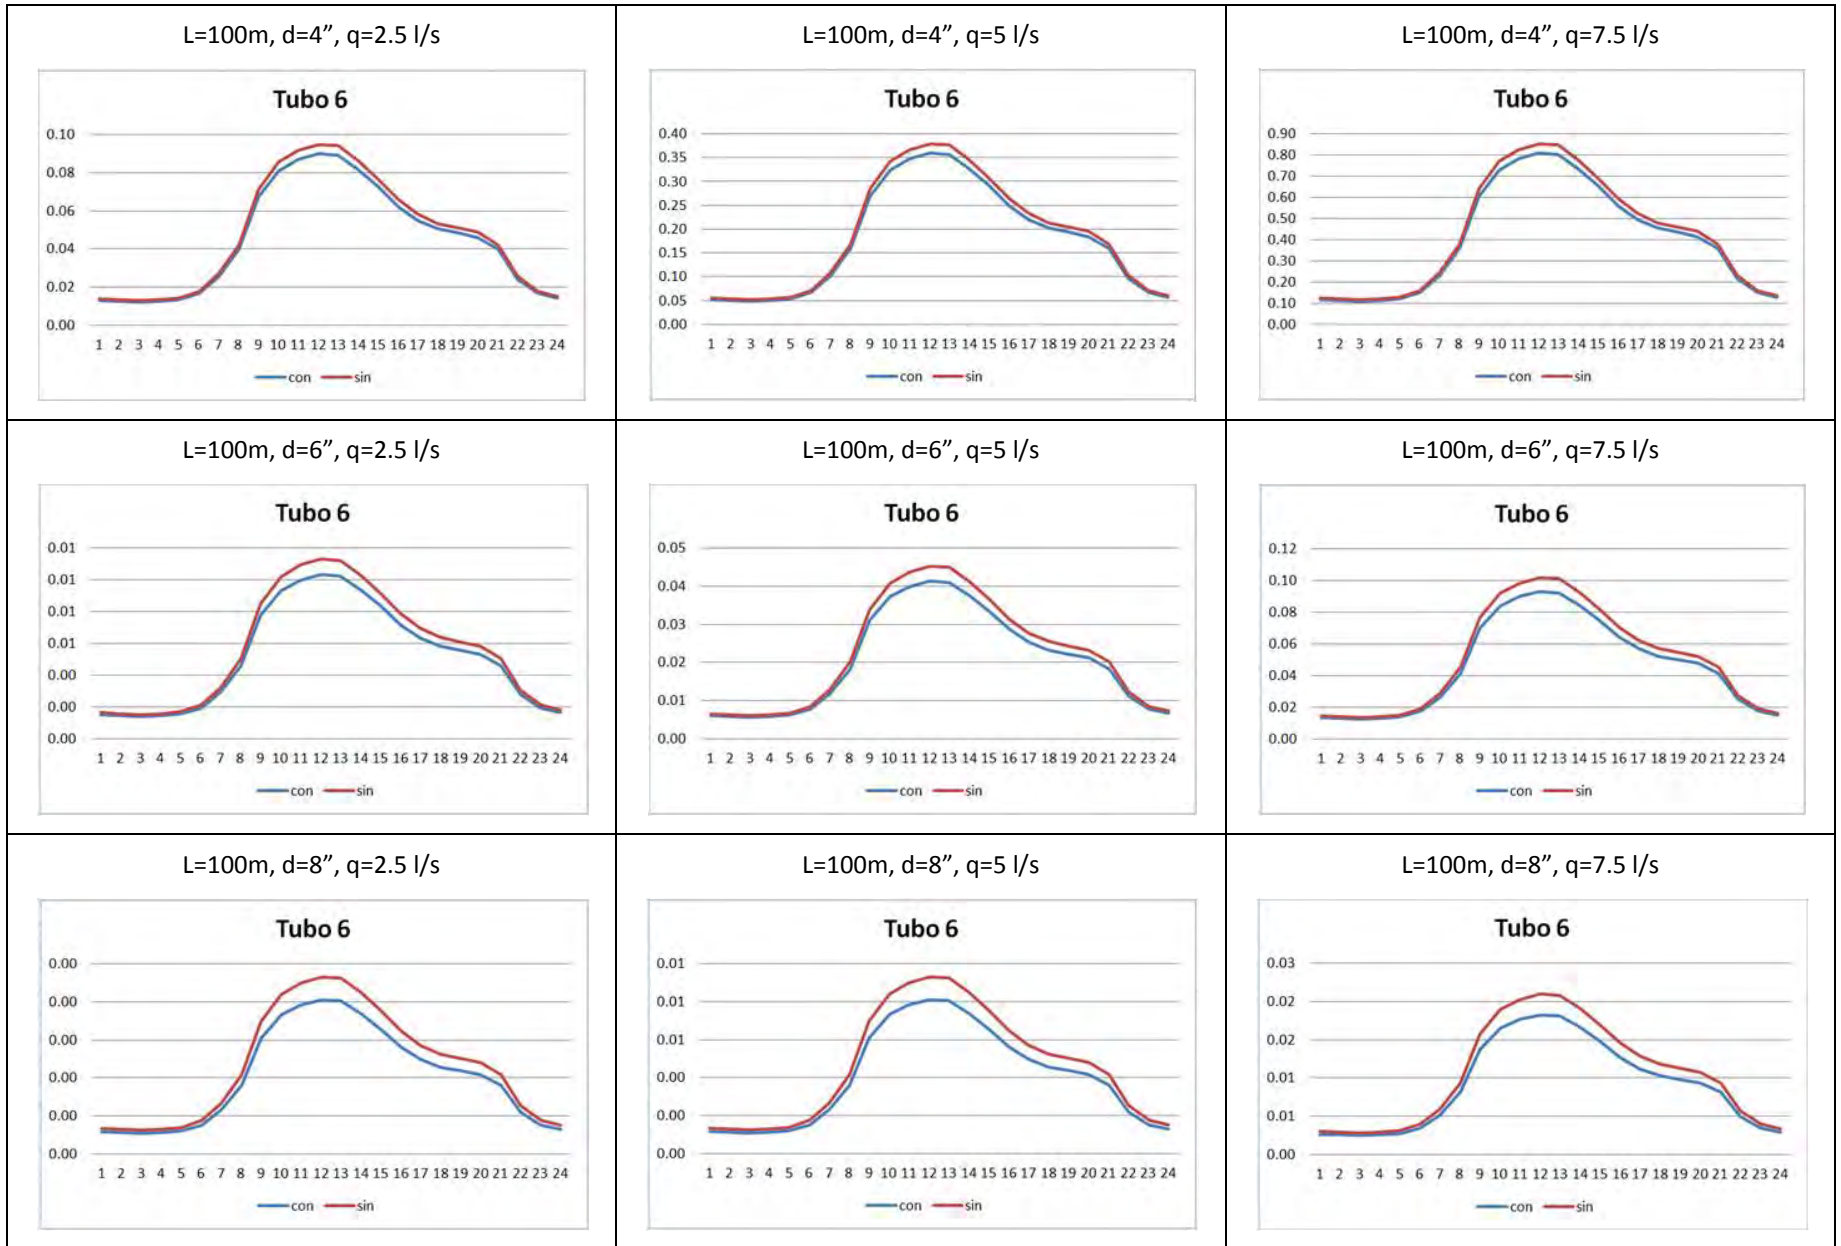 L=100m, d=4”, q=2.5 l/s
Tubo 6
0.10
0.08
0.06
0.04
0.02
0.00
1 2 3 4 5 6 7 8 9 10 11 12 13 14 15 16 17 18 19 20 21 22 23 24
con sin
L=100m, d=4”, q=5 l/s
Tubo 6
0.40
0.35
0.30
0.25
0.20
0.15
0.10
0.05
0.00
1 2 3 4 5 6 7 8 9 10 11 12 13 14 15 16 17 18 19 20 21 22 23 24
con sin
L=100m, d=4”, q=7.5 l/s
Tubo 6
0.90
0.80
0.70
0.60
0.50
0.40
0.30
0.20
0.10
0.00
1 2 3 4 5 6 7 8 9 10 11 12 13 14 15 16 17 18 19 20 21 22 23 24
con sin
L=100m, d=6”, q=2.5 l/s
Tubo 6
0.01
0.01
0.01
0.01
0.00
0.00
0.00
1 2 3 4 5 6 7 8 9 10 11 12 13 14 15 16 17 18 19 20 21 22 23 24
con sin
L=100m, d=6”, q=5 l/s
Tubo 6
0.05
0.04
0.03
0.02
0.01
0.00
1 2 3 4 5 6 7 8 9 10 11 12 13 14 15 16 17 18 19 20 21 22 23 24
con sin
L=100m, d=6”, q=7.5 l/s
Tubo 6
0.12
0.10
0.08
0.06
0.04
0.02
0.00
1 2 3 4 5 6 7 8 9 10 11 12 13 14 15 16 17 18 19 20 21 22 23 24
con sin
L=100m, d=8”, q=2.5 l/s
Tubo 6
0.00
0.00
0.00
0.00
0.00
0.00
1 2 3 4 5 6 7 8 9 10 11 12 13 14 15 16 17 18 19 20 21 22 23 24
con sin
L=100m, d=8”, q=5 l/s
Tubo 6
0.01
0.01
0.01
0.00
0.00
0.00
1 2 3 4 5 6 7 8 9 10 11 12 13 14 15 16 17 18 19 20 21 22 23 24
con sin
L=100m, d=8”, q=7.5 l/s
Tubo 6
0.03
0.02
0.02
0.01
0.01
0.00
1 2 3 4 5 6 7 8 9 10 11 12 13 14 15 16 17 18 19 20 21 22 23 24
con sin